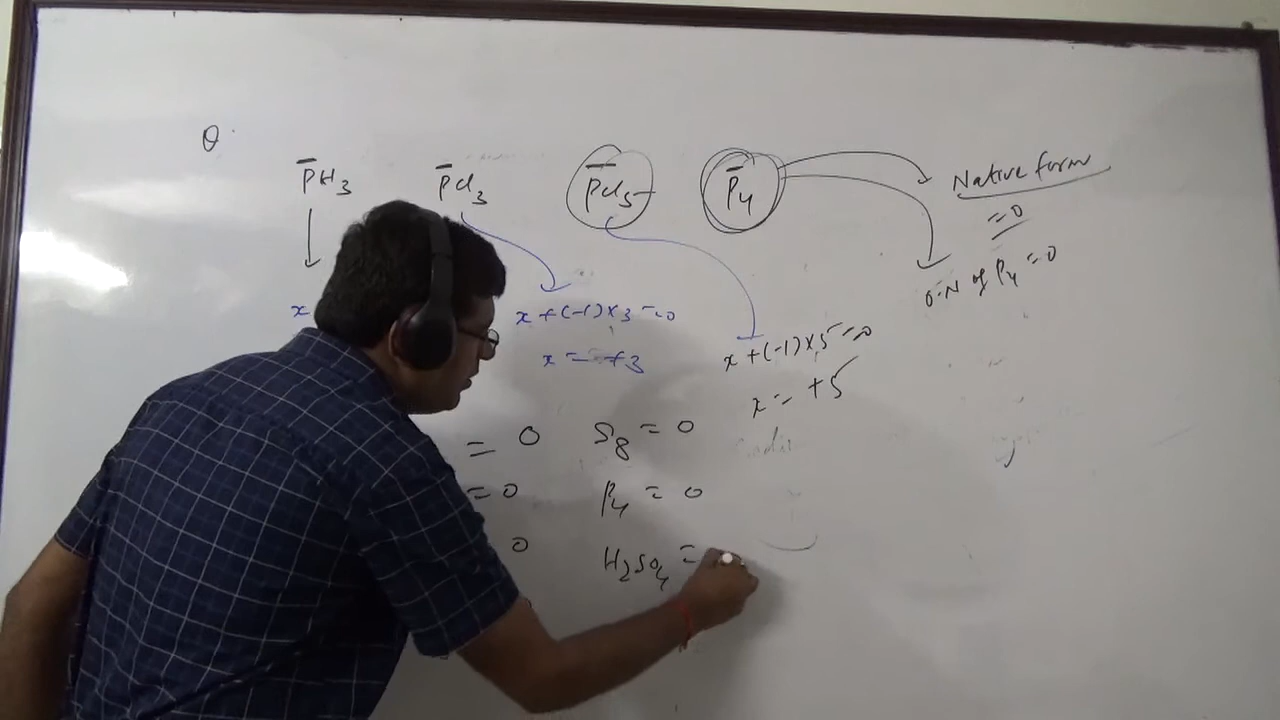 Q.
PH3 PCl3 PCl5 P4 Native form
= 0
O.N of P4 = 0
x x + (-1) x 3 = 0
x + (-1) x 5 = 0
x = +3
x = +5
= 0 S8 = 0
= 0 P4 = 0
0 H2SO4 =